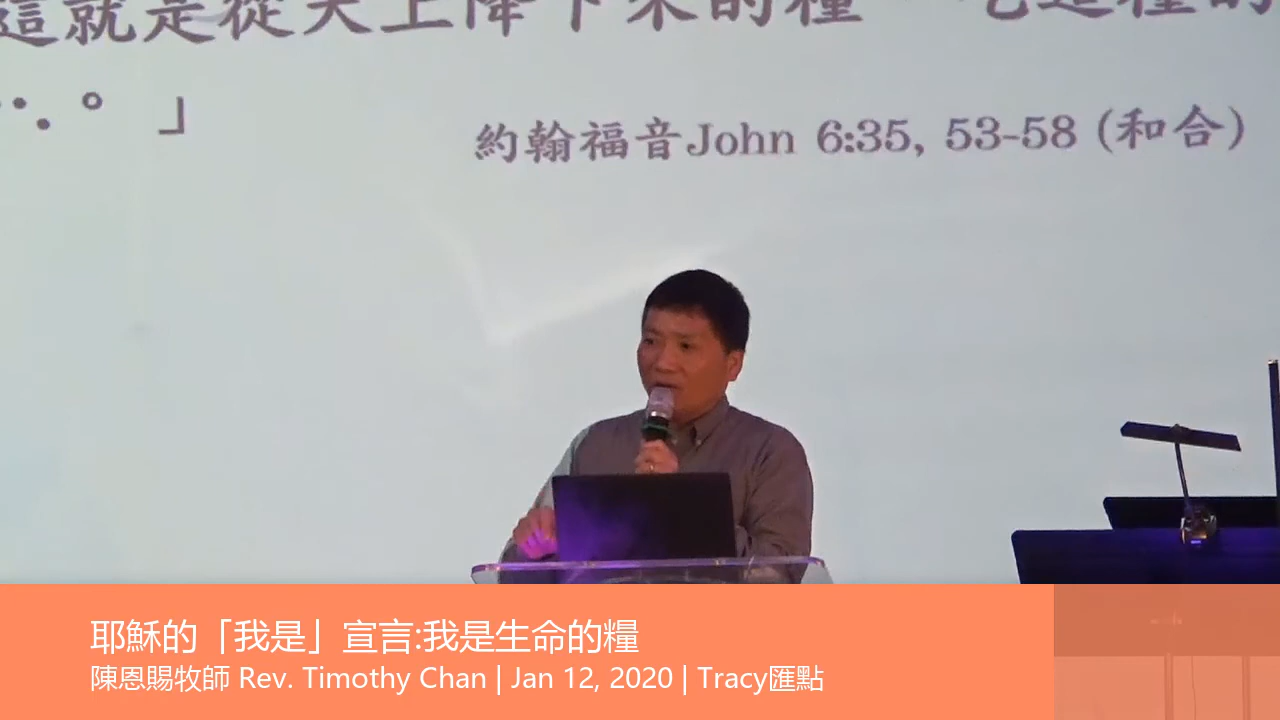 這就是從天上降下來的糧
」
約翰福音John 6:35, 53-58 (和合)
耶穌的「我是」宣言:我是生命的糧
陳恩賜牧師 Rev. Timothy Chan | Jan 12, 2020 | Tracy匯點